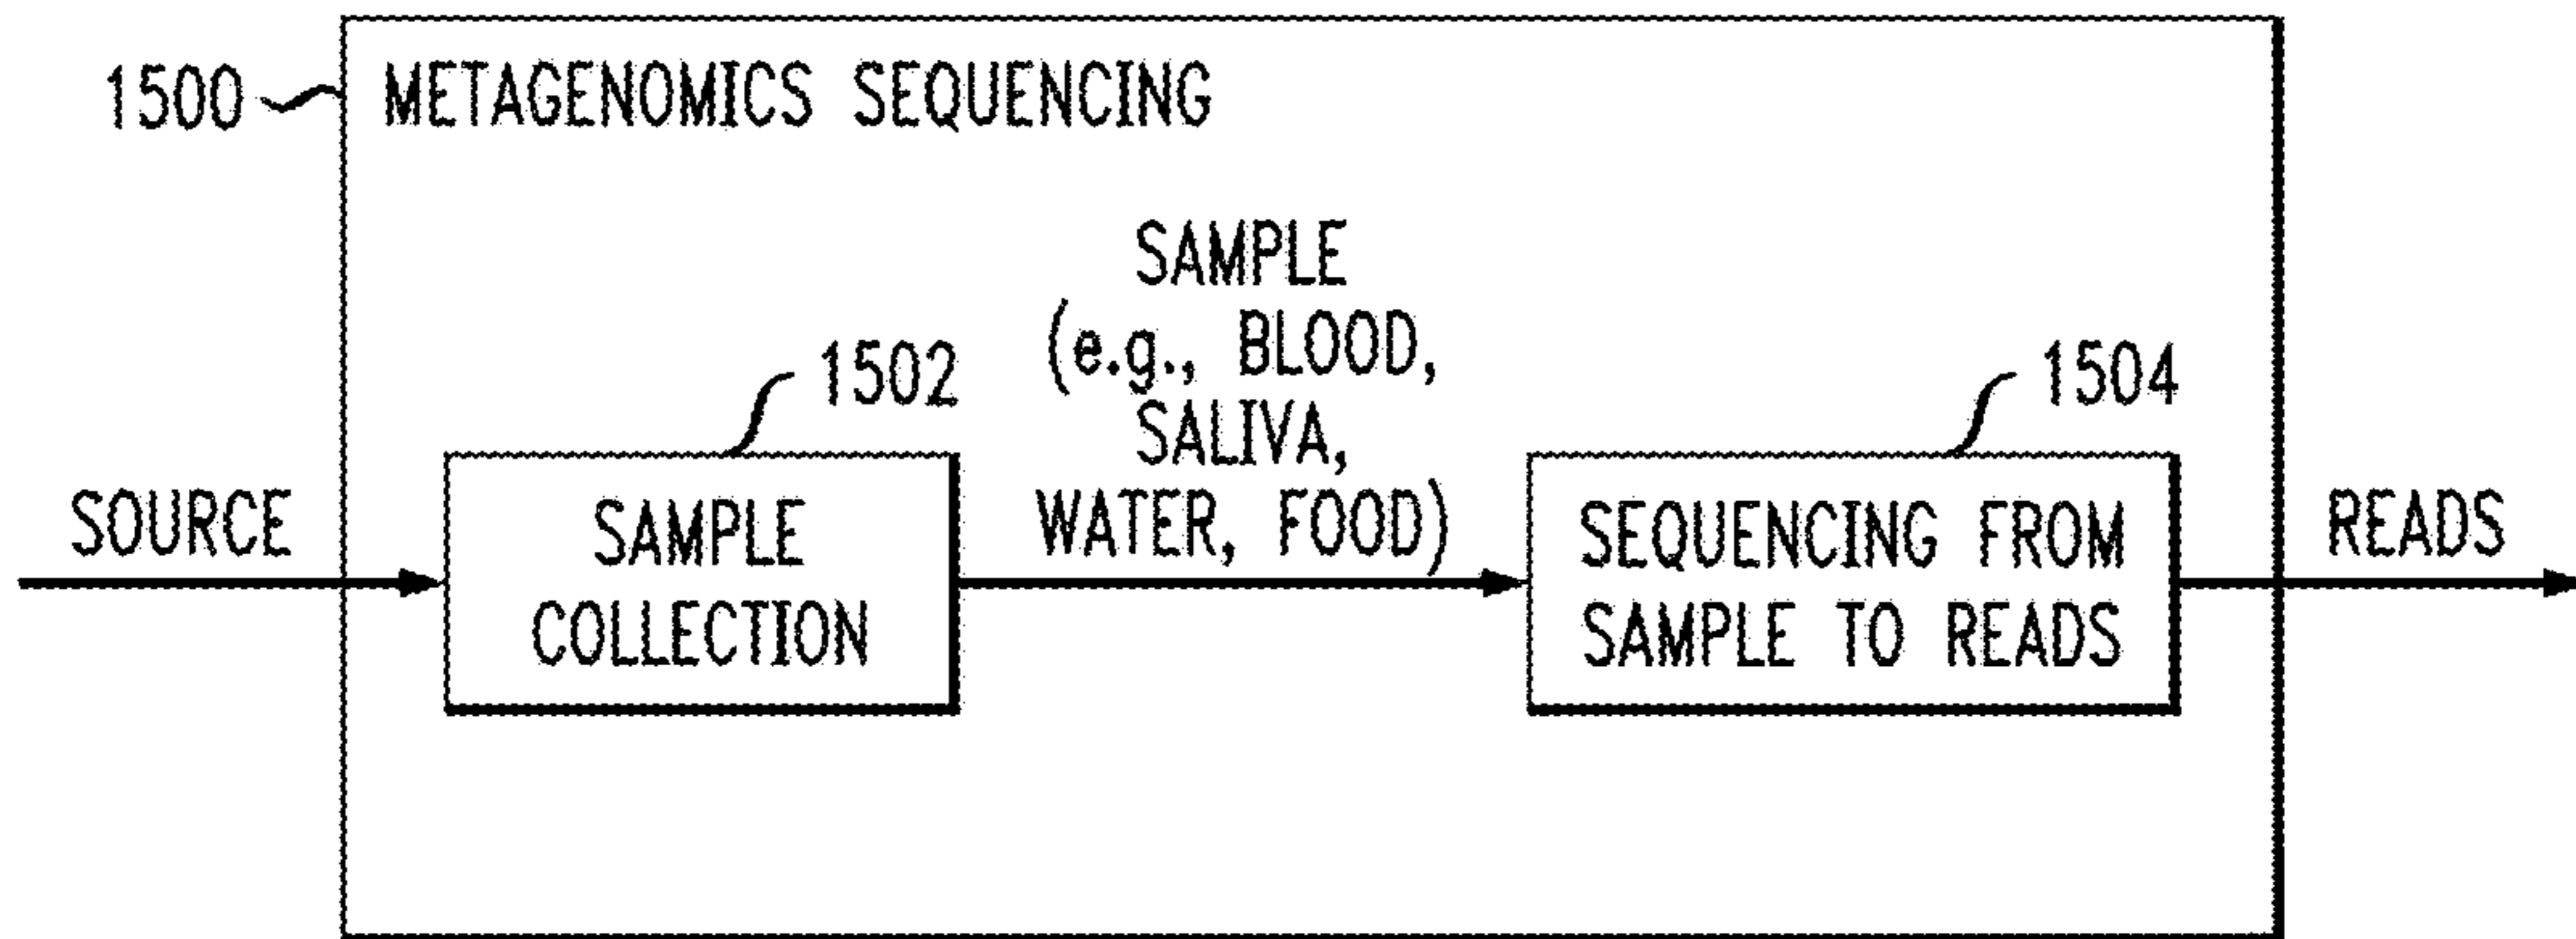 1500
METAGENOMICS SEQUENCING
SOURCE
1502
SAMPLE
COLLECTION
SAMPLE
(e.g., BLOOD,
SALIVA,
WATER, FOOD)
1504
SEQUENCING FROM
SAMPLE TO READS
READS